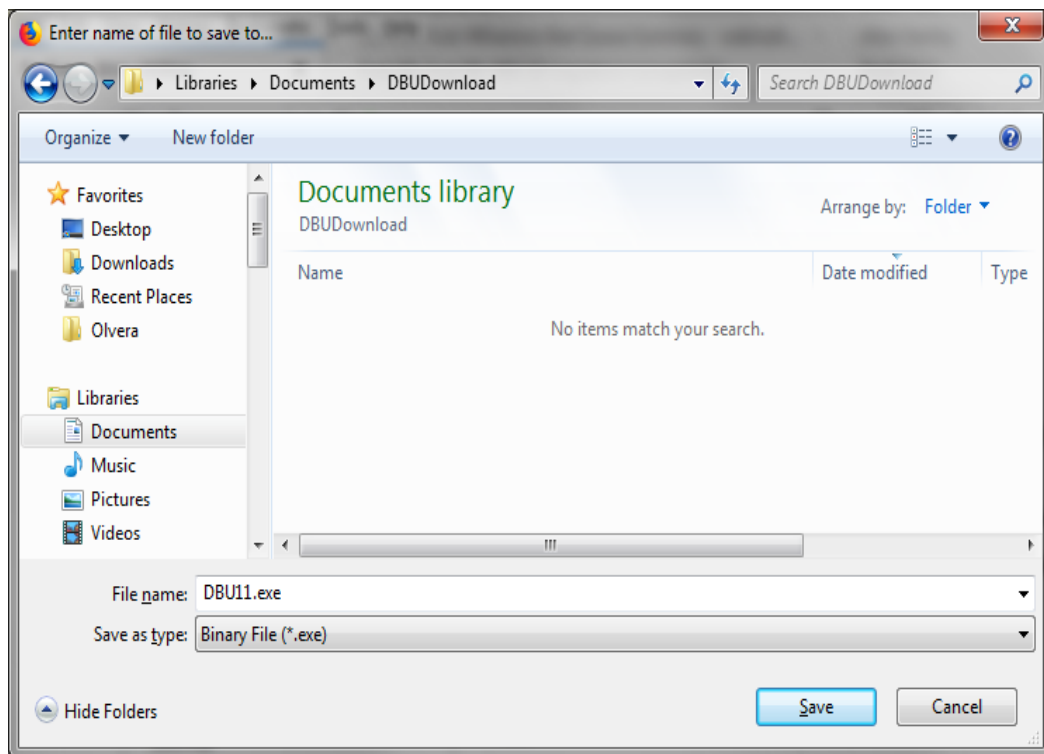 Enter name of file to save to...
x
Libraries ▸ Documents ▸ DBUDownload
Search DBUDownload
Organize ▾ New folder
Favorites
Desktop
Downloads
Recent Places
Olvera
Libraries
Documents
Music
Pictures
Videos
Documents library
DBUDownload
Arrange by: Folder ▾
Name Date modified Type
No items match your search.
File name: DBU11.exe
Save as type: Binary File (*.exe)
Hide Folders
Save Cancel